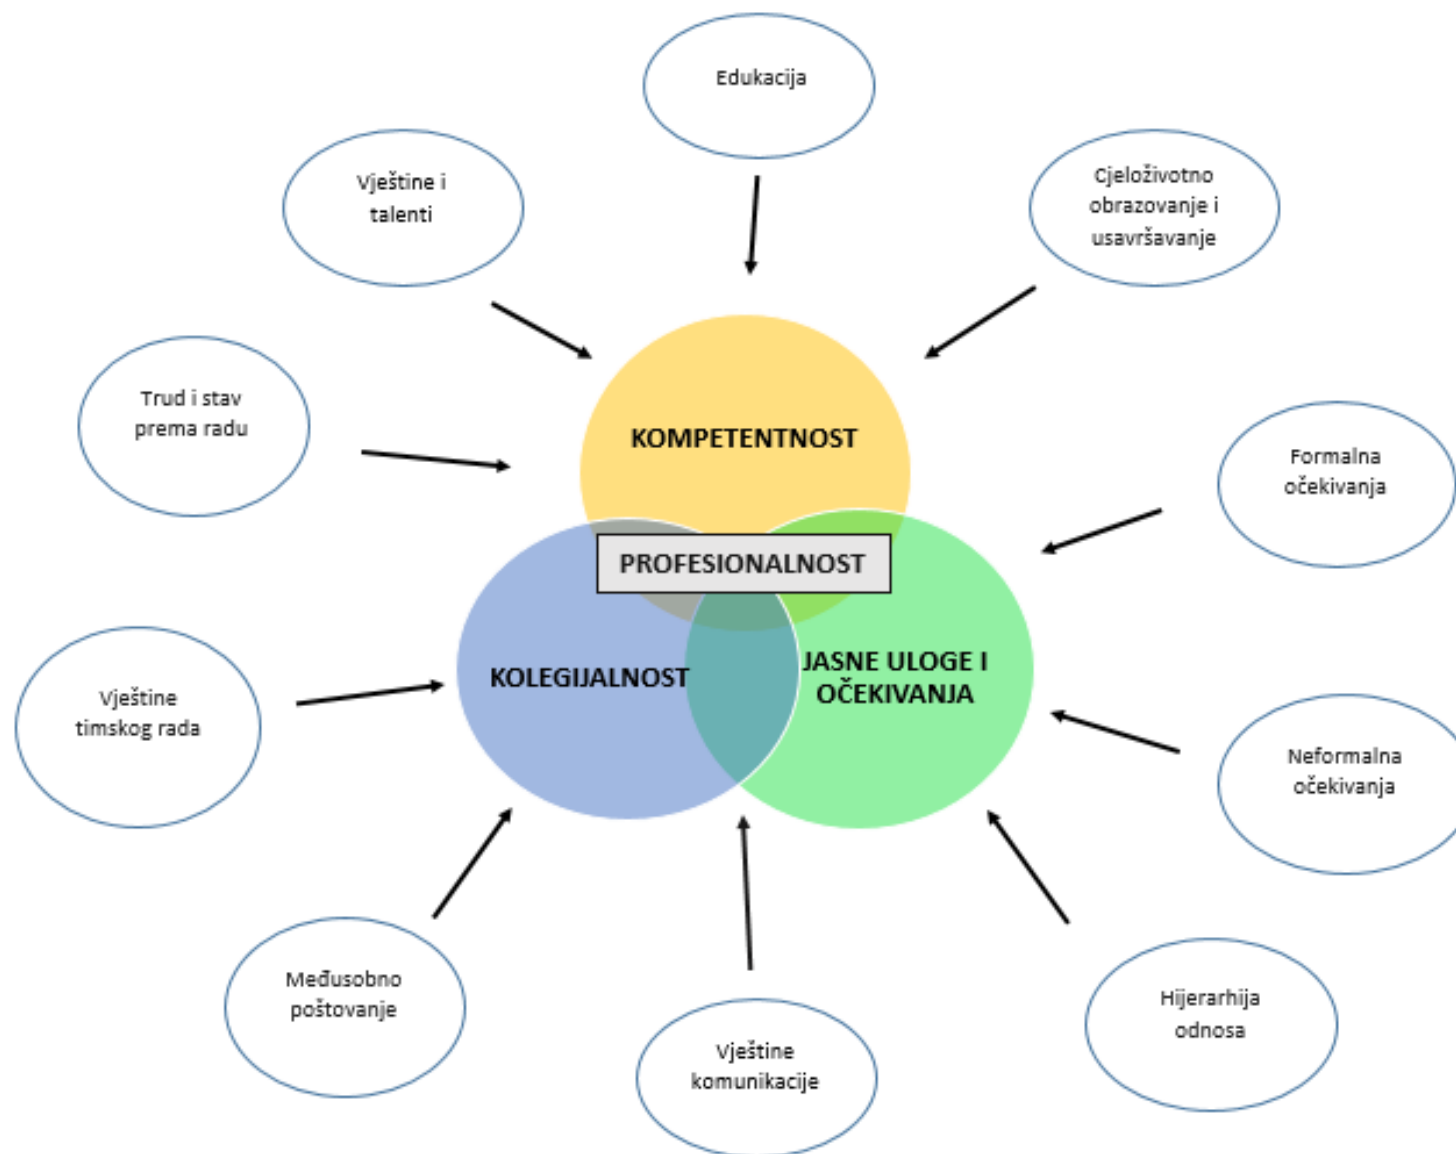 Edukacija
Vještine i
talenti
Cjeloživotno
obrazovanje i
usavršavanje
Trud i stav
prema radu
KOMPETENTNOST
Formalna
očekivanja
PROFESIONALNOST
KOLEGIJALNOST
JASNE ULOGE I
OČEKIVANJA
Vještine
timskog rada
Neformalna
očekivanja
Međusobno
poštovanje
Vještine
komunikacije
Hijerarhija
odnosa